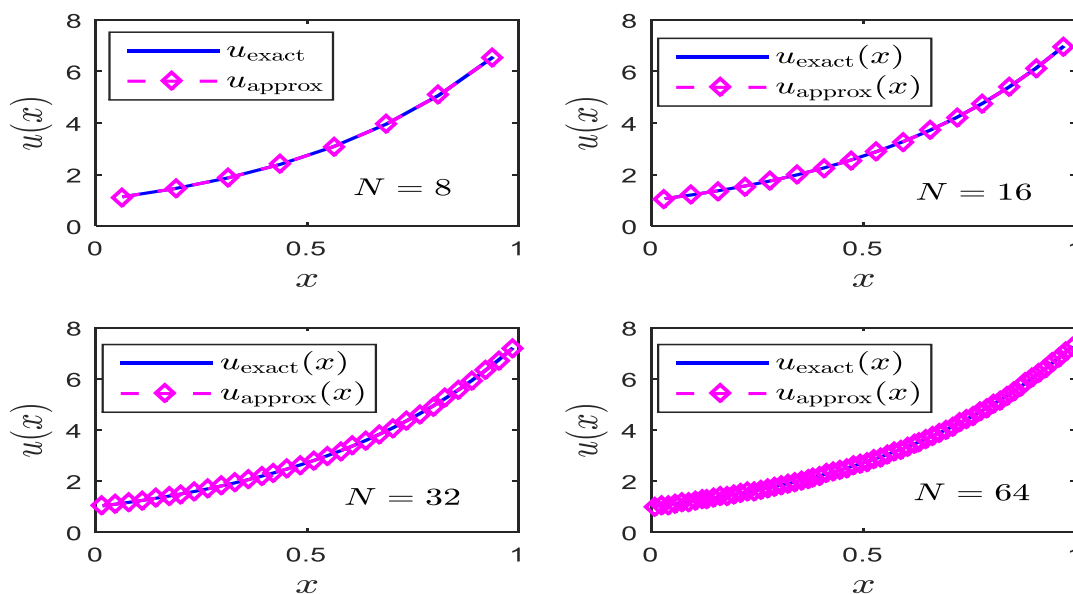 8
6
4
2
0
u(x)
u_exact
u_approx
N = 8
0
0.5
1
x
8
6
4
2
0
u(x)
u_exact(x)
u_approx(x)
N = 16
0
0.5
1
x
8
6
4
2
0
u(x)
u_exact(x)
u_approx(x)
N = 32
0
0.5
1
x
8
6
4
2
0
u(x)
u_exact(x)
u_approx(x)
N = 64
0
0.5
1
x